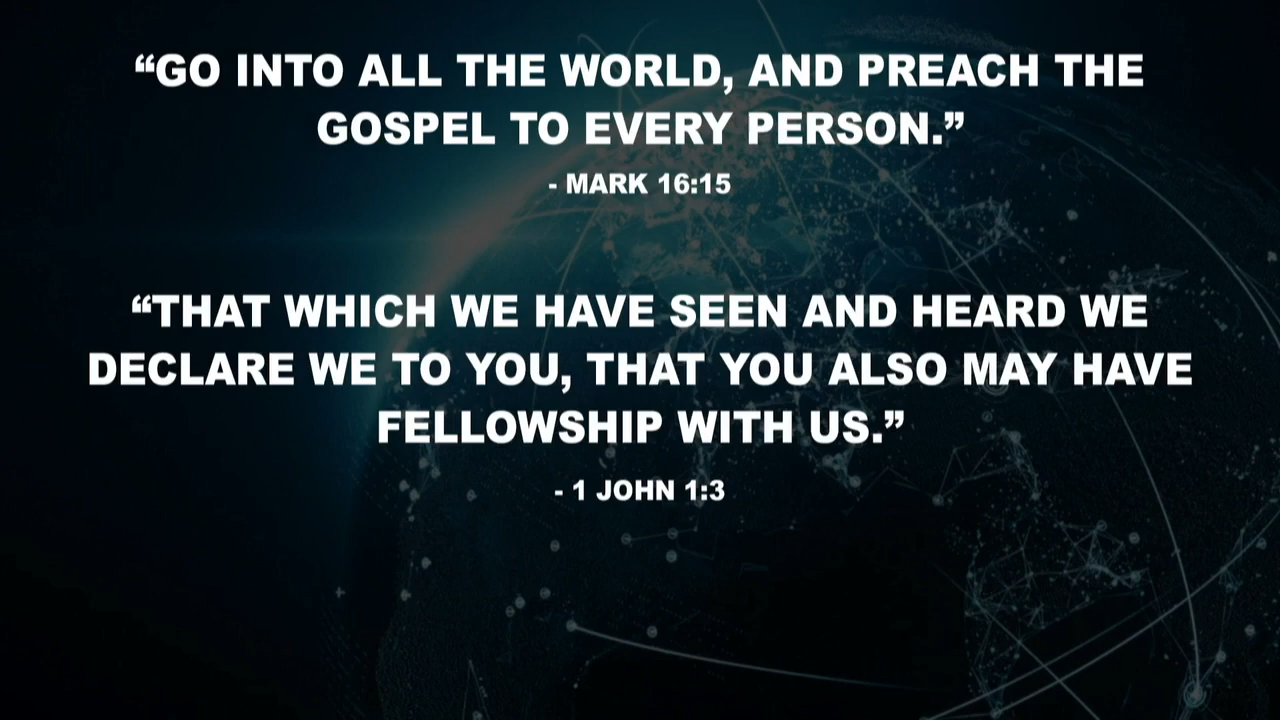 “GO INTO ALL THE WORLD, AND PREACH THE
GOSPEL TO EVERY PERSON.”
- MARK 16:15
“THAT WHICH WE HAVE SEEN AND HEARD WE
DECLARE WE TO YOU, THAT YOU ALSO MAY HAVE
FELLOWSHIP WITH US.”
- 1 JOHN 1:3